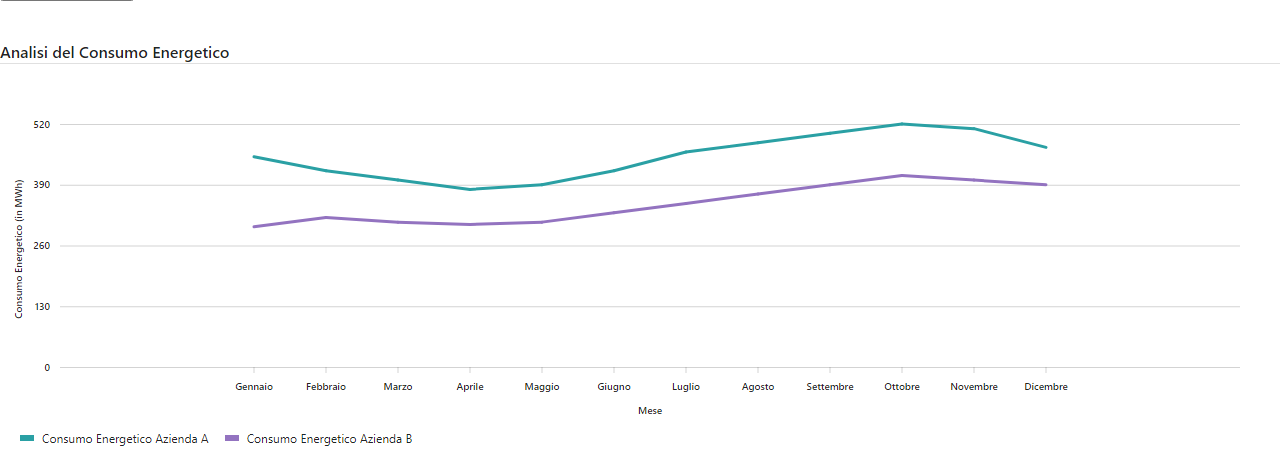 Analisi del Consumo Energetico
Consumo Energetico (in MWh)
520
390
260
130
0
Gennaio Febbraio Marzo Aprile Maggio Giugno Luglio Agosto Settembre Ottobre Novembre Dicembre
Mese
Consumo Energetico Azienda A Consumo Energetico Azienda B